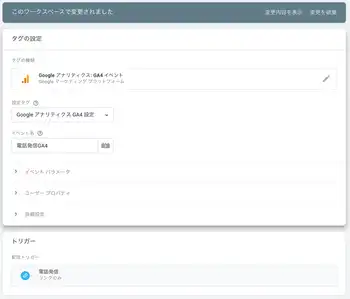 このワークスペースで変更されました
変更内容を表示
変更を破棄
タグの設定
タグの種類
Google アナリティクス: GA4 イベント
Google マーケティング プラットフォーム
設定タグ
Google アナリティクス GA4 設定
イベント名
電話発信GA4
イベント パラメータ
ユーザー プロパティ
詳細設定
トリガー
配信トリガー
電話発信
リンクのみ